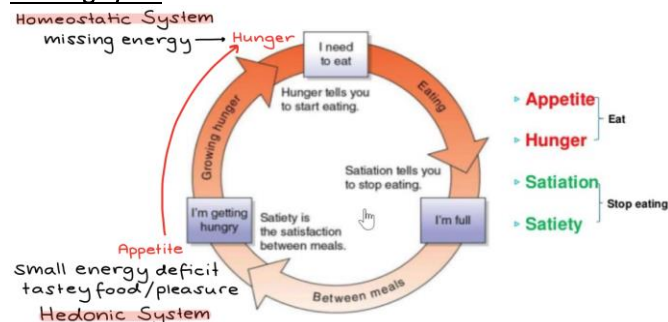 Homeostatic System
missing energy → Hunger
I need
to eat
Hunger tells you
to start eating.
Eating
Growing hunger
Satiation tells you
to stop eating.
I'm getting
hungry
Satiety is
the satisfaction
between meals.
I'm full
Between meals
Appetite
small energy deficit
tastey food/pleasure
Hedonic System
Appetite
Hunger
Eat
Satiation
Satiety
Stop eating